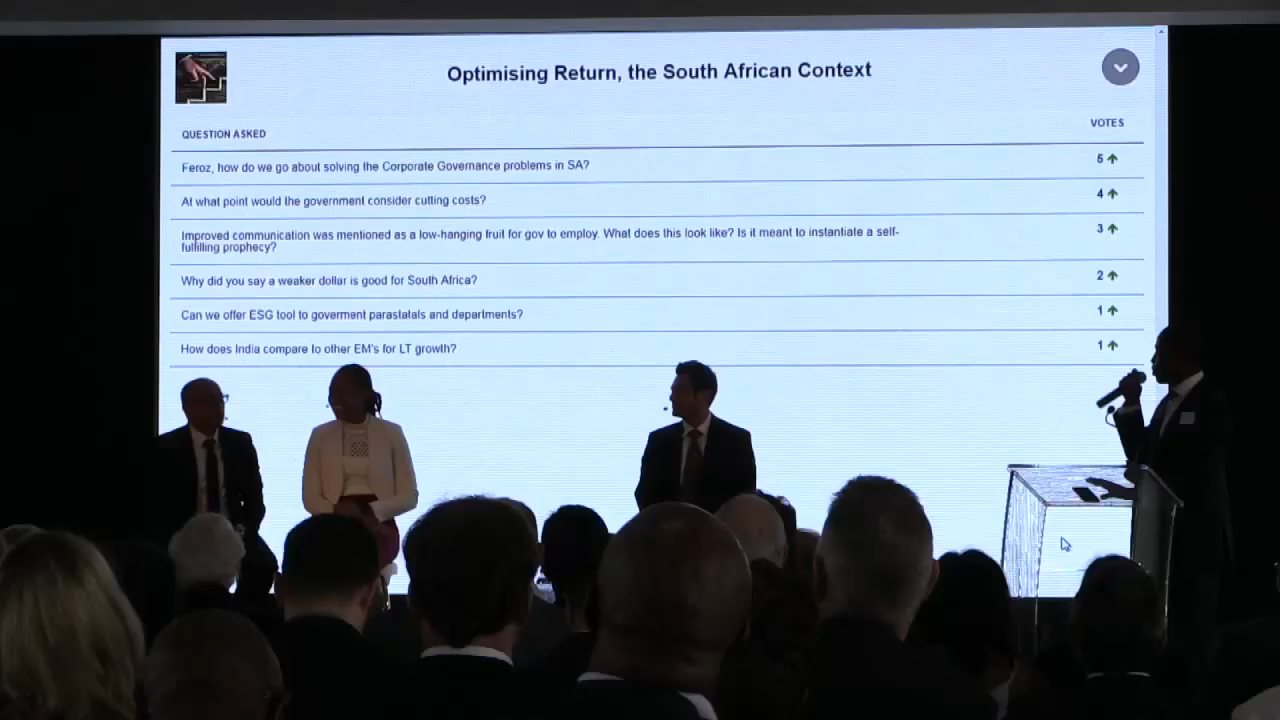 Optimising Return, the South African Context
QUESTION ASKED VOTES
Feroz, how do we go about solving the Corporate Governance problems in SA? 5
At what point would the government consider cutting costs? 4
Improved communication was mentioned as a low-hanging fruit for gov to employ. What does this look like? Is it meant to instantiate a self- 3
fulfilling prophecy?
Why did you say a weaker dollar is good for South Africa? 2
Can we offer ESG tool to goverment parastatals and departments? 1
How does India compare to other EM's for LT growth? 1